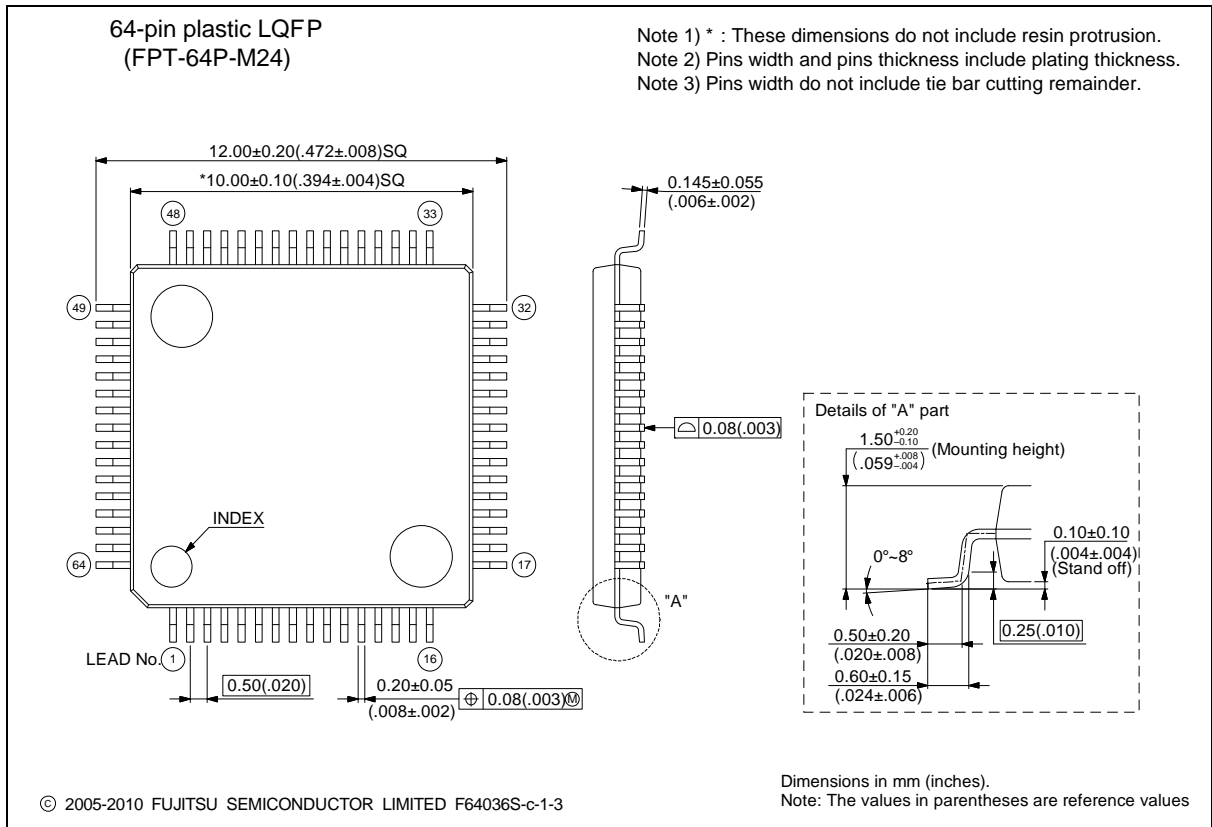 64-pin plastic LQFP
(FPT-64P-M24)
Note 1) * : These dimensions do not include resin protrusion.
Note 2) Pins width and pins thickness include plating thickness.
Note 3) Pins width do not include tie bar cutting remainder.
12.00±0.20(.472±.008)SQ
*10.00±0.10(.394±.004)SQ
0.145±0.055
(.006±.002)
48
33
49
32
0.08(.003)
Details of "A" part
1.50+0.20−0.10
(.059+.008−.004)
(Mounting height)
INDEX
0.10±0.10
(.004±.004)
(Stand off)
0°~8°
64
17
"A"
0.25(.010)
0.50±0.20
(.020±.008)
0.60±0.15
(.024±.006)
LEAD No. 1
16
0.50(.020)
0.20±0.05
(.008±.002)
⌖ 0.08(.003)Ⓜ
Dimensions in mm (inches).
Note: The values in parentheses are reference values
© 2005-2010 FUJITSU SEMICONDUCTOR LIMITED F64036S-c-1-3